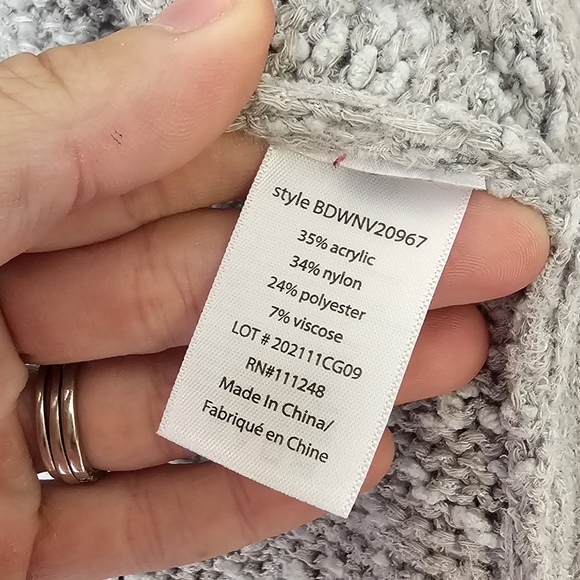 style BDWNV20967
35% acrylic
34% nylon
24% polyester
7% viscose
LOT # 202111CG09
RN#111248
Made In China/
Fabriqué en Chine